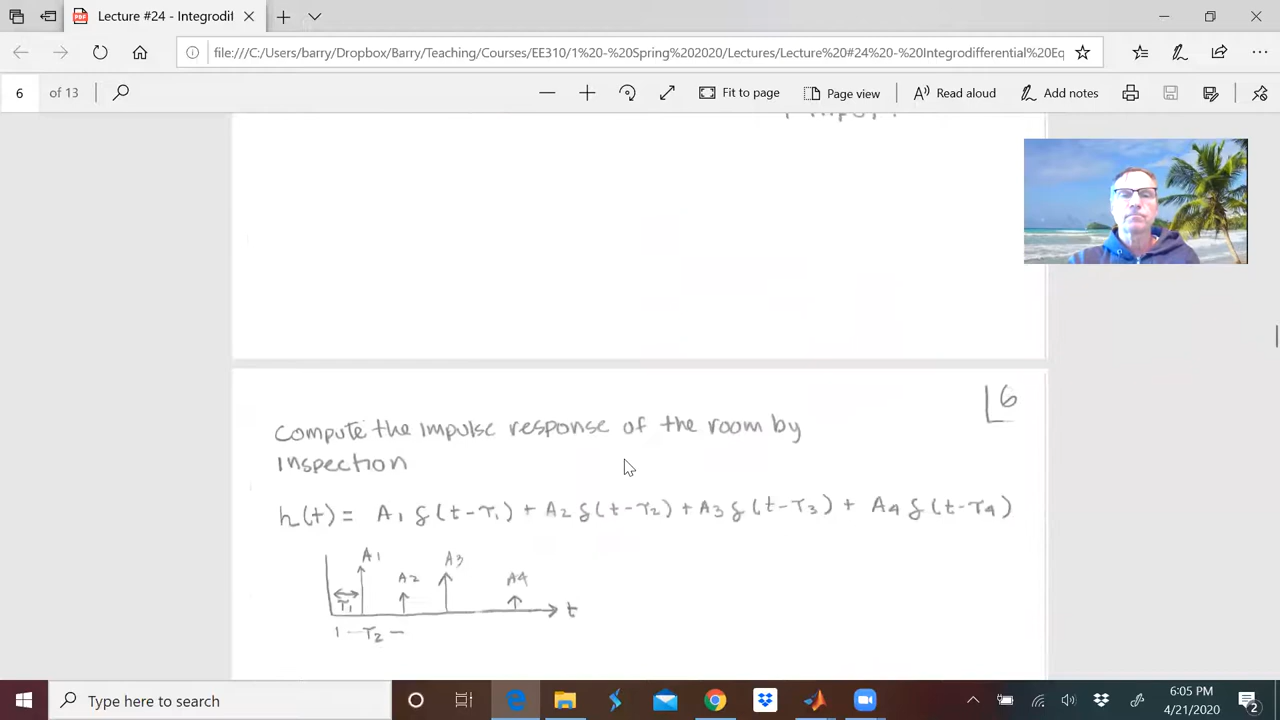 Lecture #24 - Integrodif
file:///C:/Users/barry/Dropbox/Barry/Teaching/Courses/EE310/1%20-%20Spring%202020/Lectures/Lecture%20#24%20-%20Integrodifferential%20Eq
6 of 13
Fit to page
Page view
Read aloud
Add notes
6
Compute the impulse response of the room by
inspection
h(t) = A1 δ(t-τ1) + A2 δ(t-τ2) + A3 δ(t-τ3) + A4 δ(t-τ4)
A1 A2 A3 A4
τ1 t
τ2
Type here to search
6:05 PM
4/21/2020
2